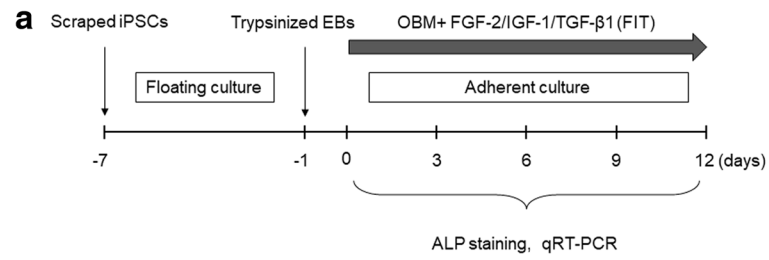 a
Scraped iPSCs
Trypsinized EBs
OBM+ FGF-2/IGF-1/TGF-β1 (FIT)
Floating culture
Adherent culture
-7
-1
0
3
6
9
12 (days)
ALP staining, qRT-PCR